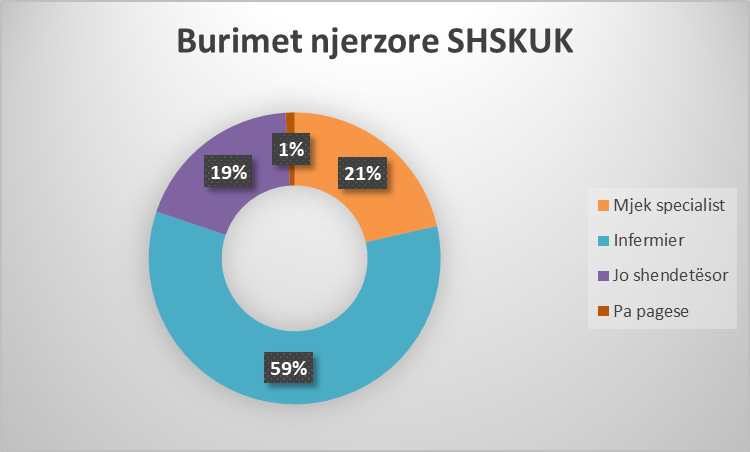 Burimet njerzore SHSKUK
1%
19%
21%
59%
Mjek specialist
Infermier
Jo shendetësor
Pa pagese